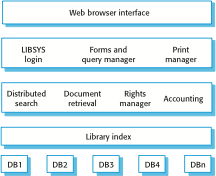 Web browser interface
LIBSYS login
Forms and query manager
Print manager
Distributed search
Document retrieval
Rights manager
Accounting
Library index
DB1
DB2
DB3
DB4
DBn